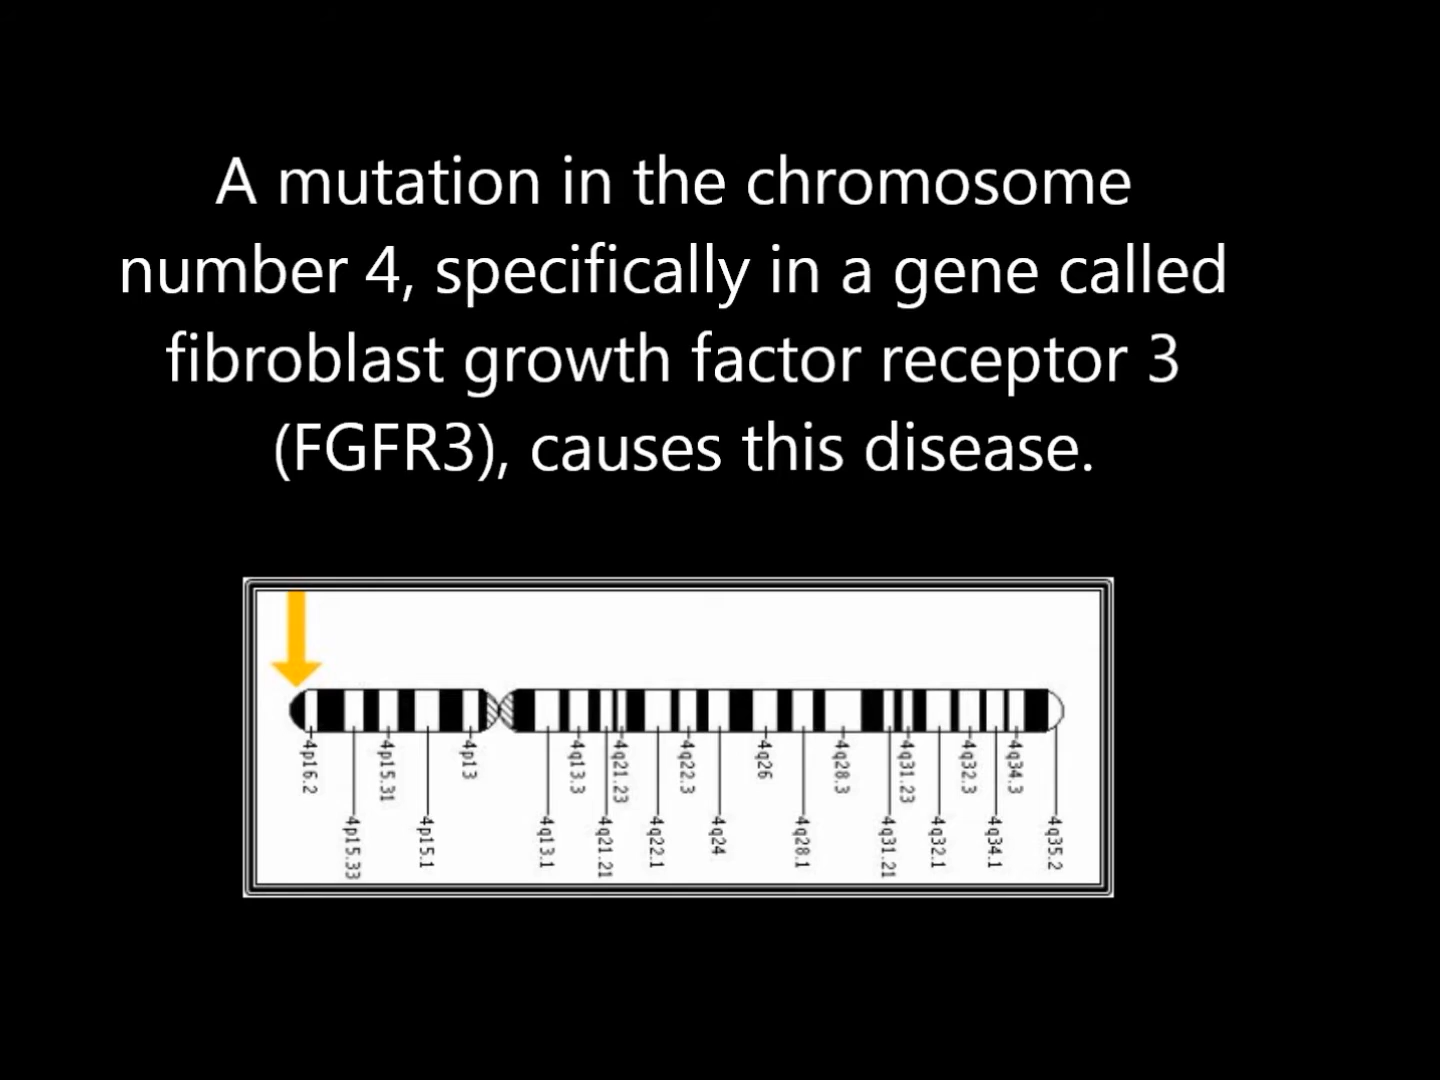 A mutation in the chromosome
number 4, specifically in a gene called
fibroblast growth factor receptor 3
(FGFR3), causes this disease.
4p16.2
4p15.33
4p15.31
4p15.1
4p13
4q13.1
4q13.3
4q21.21
4q21.23
4q22.1
4q22.3
4q24
4q26
4q28.1
4q28.3
4q31.21
4q31.23
4q32.1
4q32.3
4q34.1
4q34.3
4q35.2